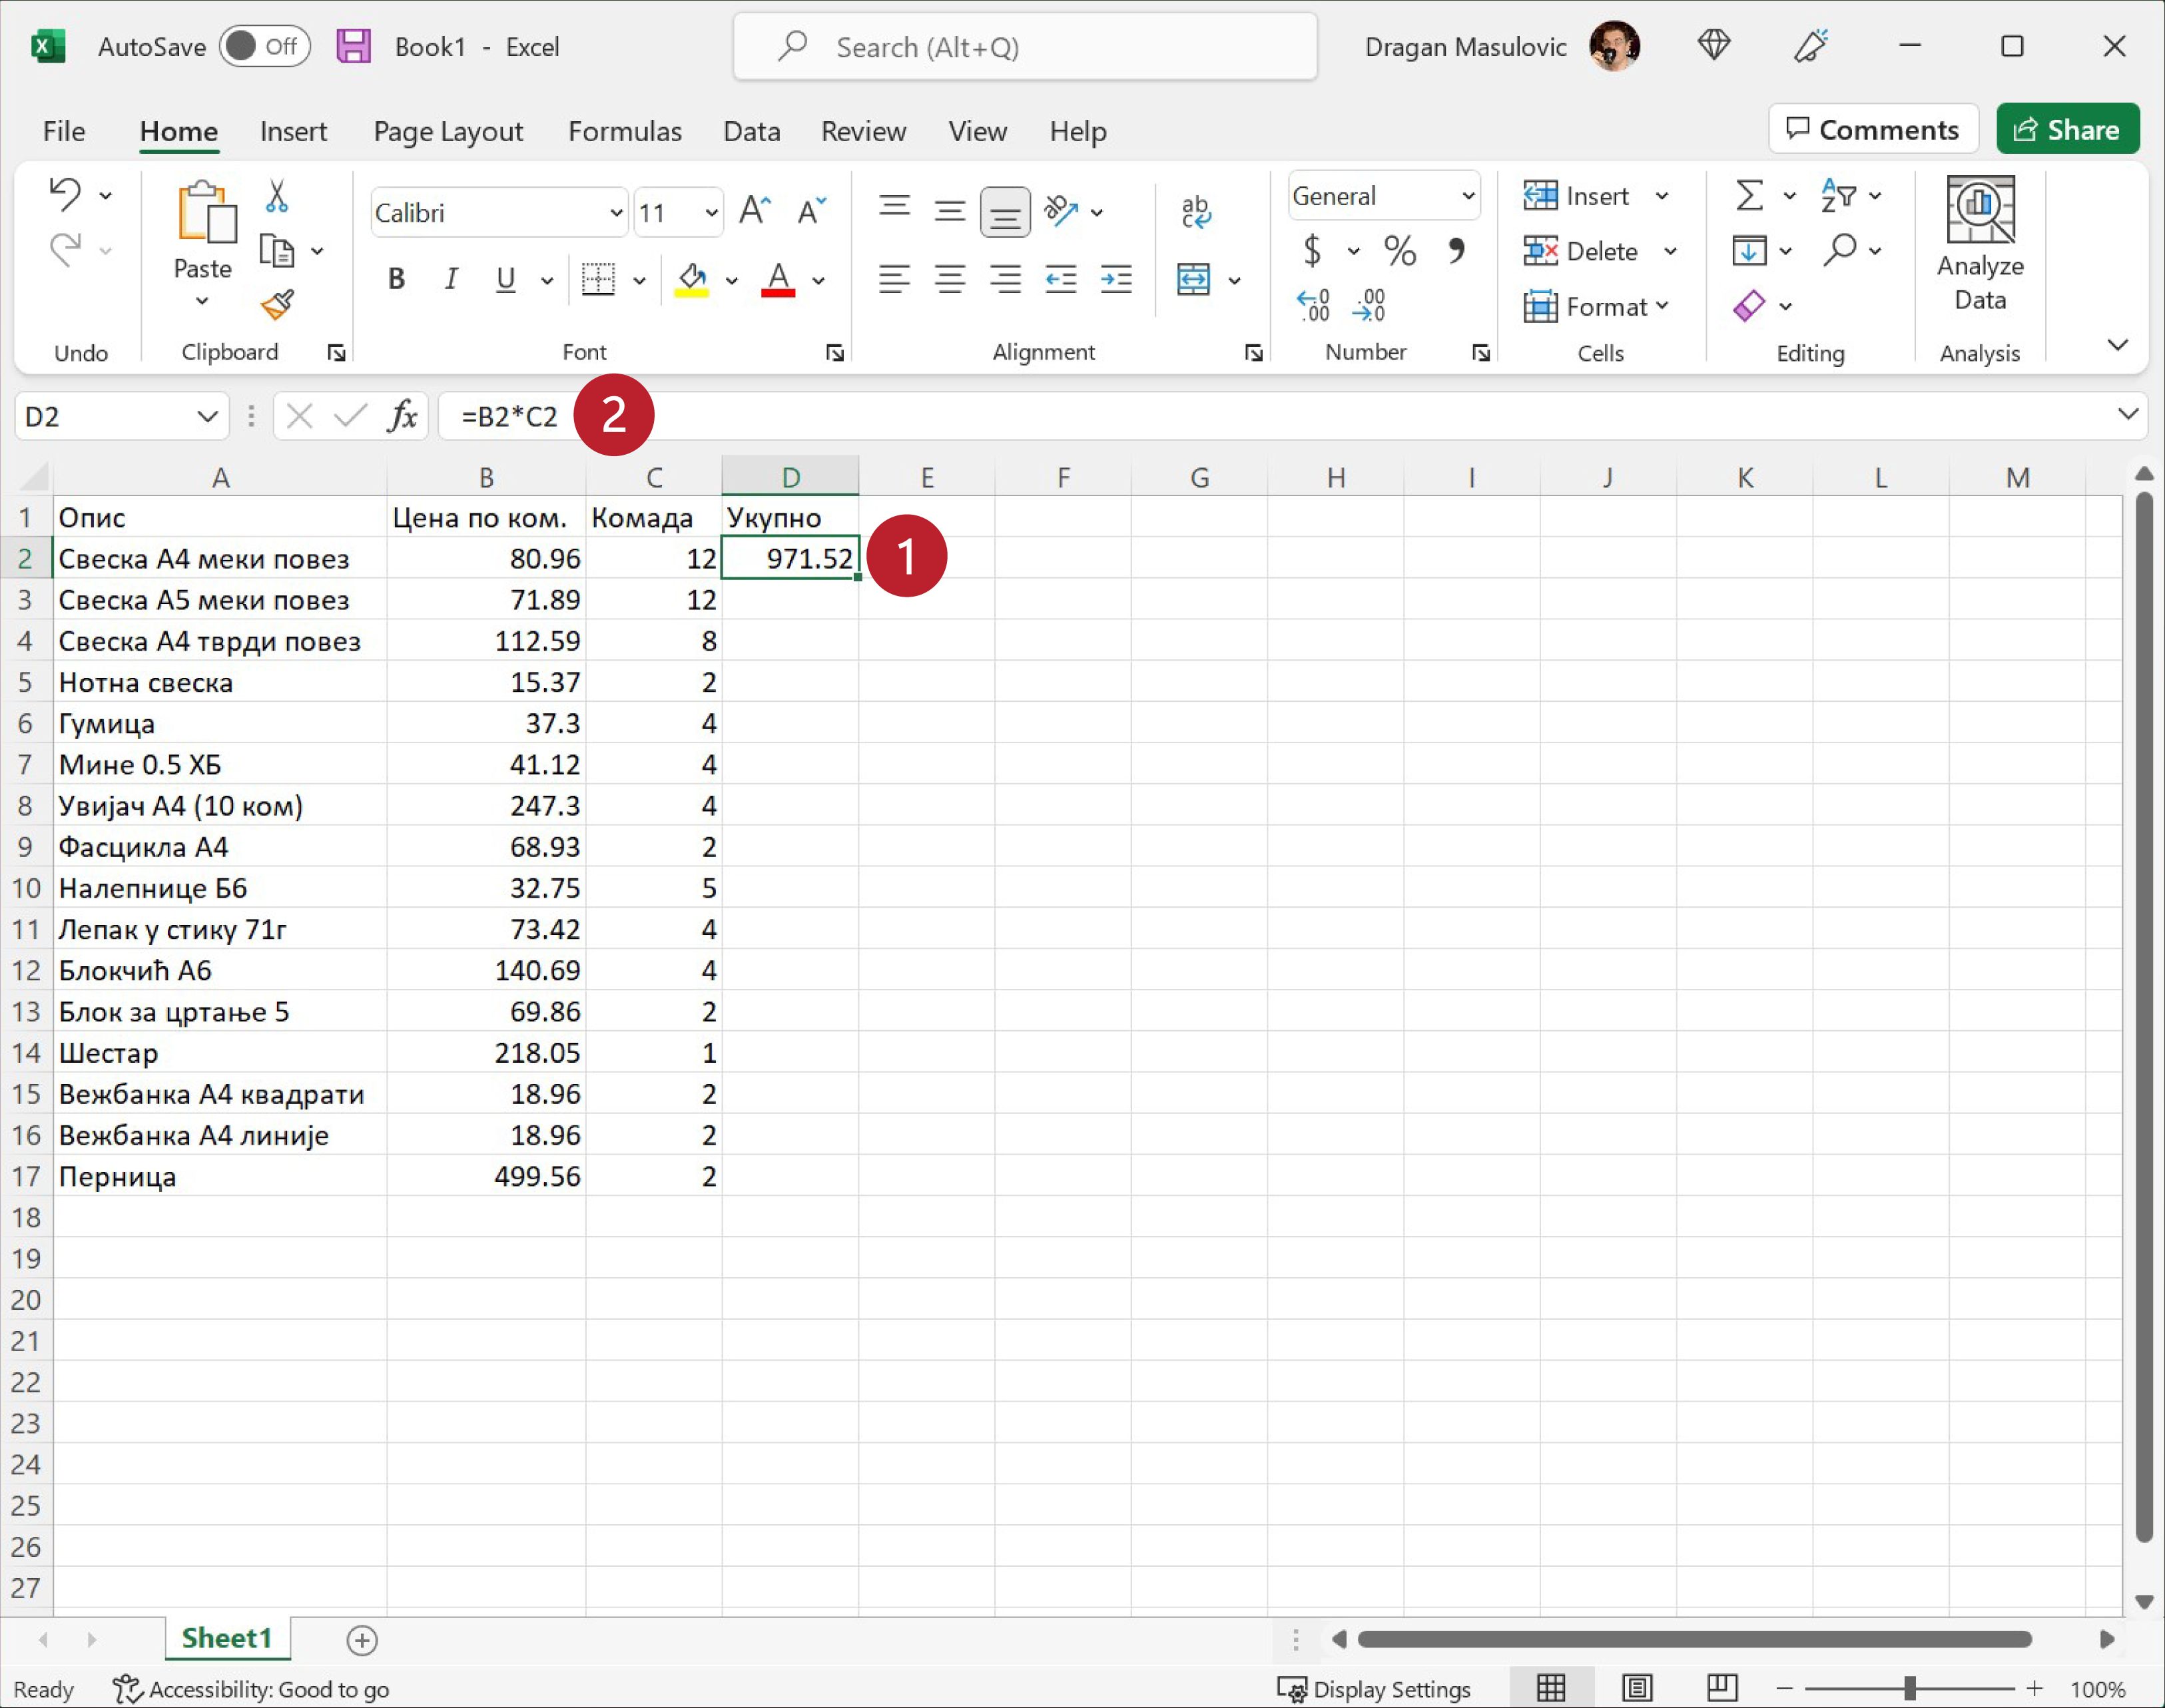 AutoSave Off Book1 - Excel Search (Alt+Q) Dragan Masulovic
File Home Insert Page Layout Formulas Data Review View Help Comments Share
Calibri 11 General Insert
Paste Delete Analyze Data
Format
Undo Clipboard Font Alignment Number Cells Editing Analysis
D2 fx =B2*C2 2
A B C D E F G H I J K L M
1 Опис Цена по ком. Комада Укупно
2 Свеска А4 меки повез 80.96 12 971.52 1
3 Свеска А5 меки повез 71.89 12
4 Свеска А4 тврди повез 112.59 8
5 Нотна свеска 15.37 2
6 Гумица 37.3 4
7 Мине 0.5 ХБ 41.12 4
8 Увијач А4 (10 ком) 247.3 4
9 Фасцикла А4 68.93 2
10 Налепнице Б6 32.75 5
11 Лепак у стику 71г 73.42 4
12 Блокчић А6 140.69 4
13 Блок за цртање 5 69.86 2
14 Шестар 218.05 1
15 Вежбанка А4 квадрати 18.96 2
16 Вежбанка А4 линије 18.96 2
17 Перница 499.56 2
18
19
20
21
22
23
24
25
26
27
Sheet1
Ready Accessibility: Good to go Display Settings 100%